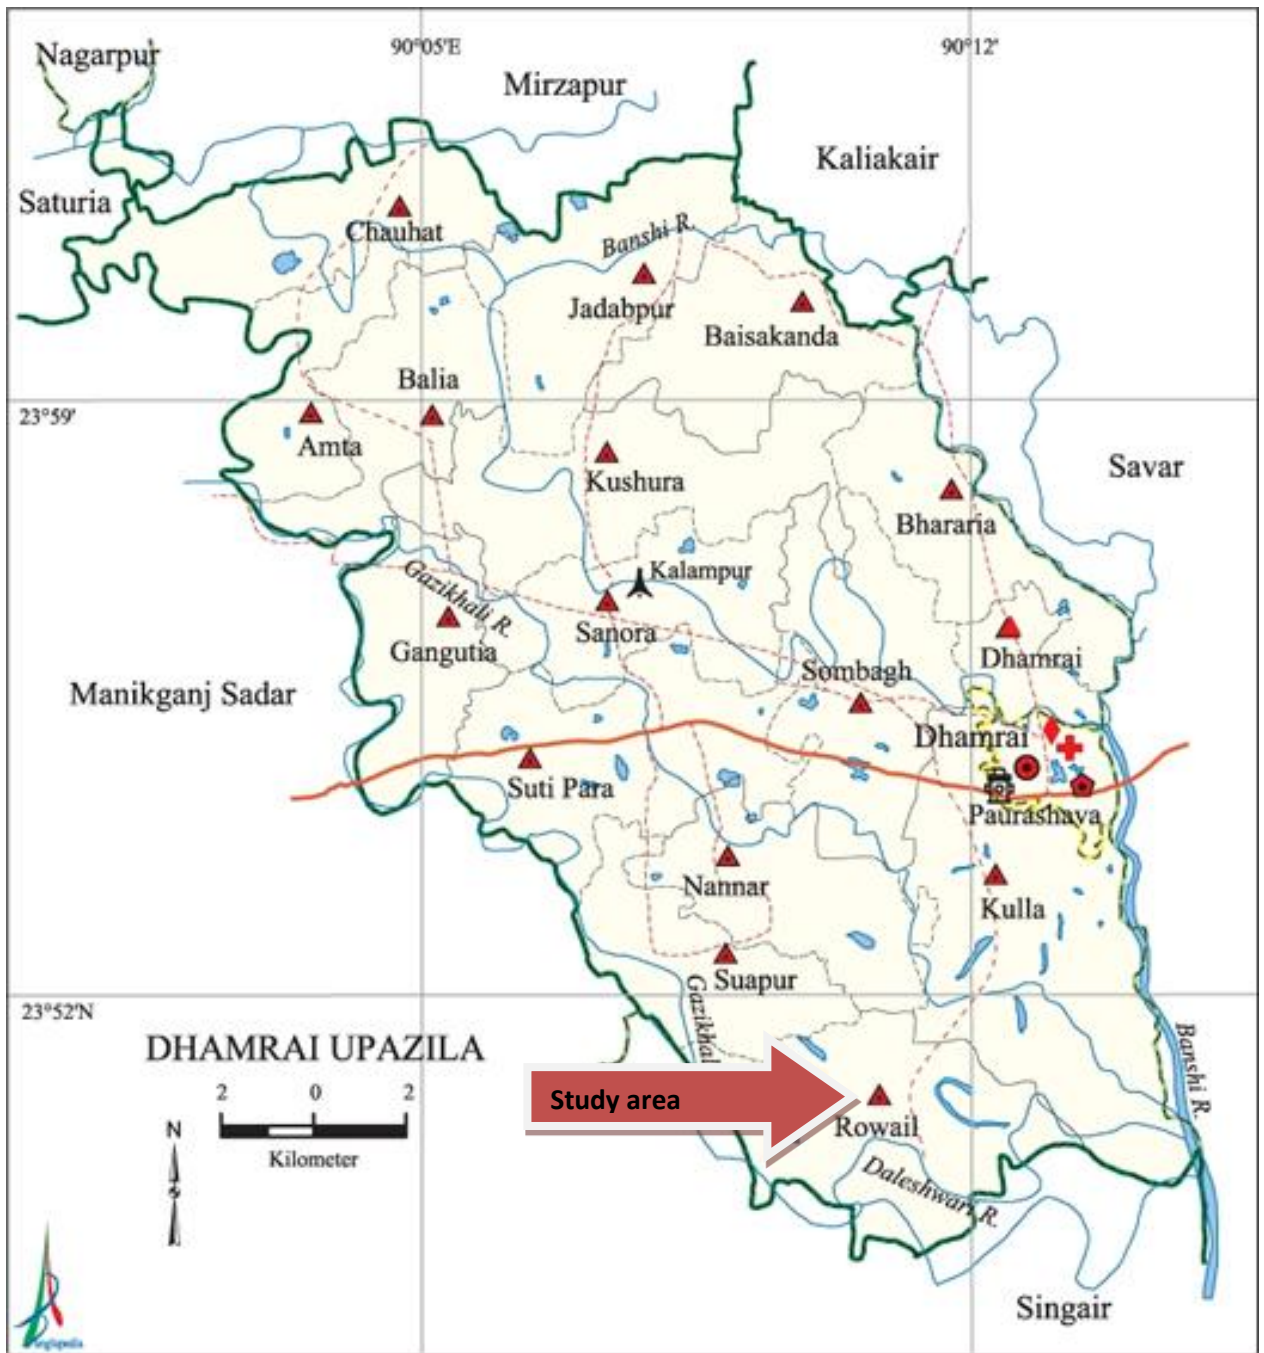 90°05'E
90°12'
Nagarpur
Mirzapur
Kaliakair
Saturia
Chauhat
Banshi R.
Jadabpur
Baisakanda
Balia
23°59'
Amta
Kushura
Savar
Bhararia
Kalampur
Gazikhali R.
Sanora
Gangutia
Dhamrai
Sombagh
Manikganj Sadar
Dhamrai
Suti Para
Paurashava
Nannar
Kulla
Suapur
23°52'N
Gazikhal
DHAMRAI UPAZILA
Banshi R.
2 0 2
Kilometer
N
Study area
Rowail
Daleshwari R.
Singair